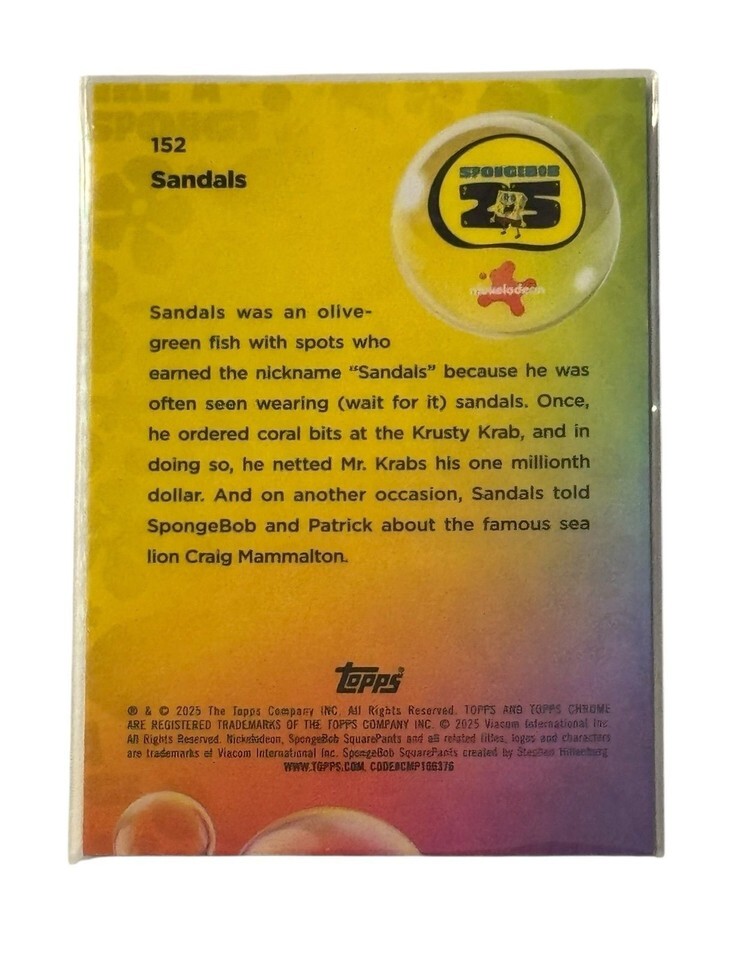 LIKE A
SPONGE
152
Sandals
SPONGEBOB
25
nickelodeon
Sandals was an olive-
green fish with spots who
earned the nickname “Sandals” because he was
often seen wearing (wait for it) sandals. Once,
he ordered coral bits at the Krusty Krab, and in
doing so, he netted Mr. Krabs his one millionth
dollar. And on another occasion, Sandals told
SpongeBob and Patrick about the famous sea
lion Craig Mammalton.
Topps®
® & © 2025 The Topps Company INC. All Rights Reserved. TOPPS AND TOPPS CHROME
ARE REGISTERED TRADEMARKS OF THE TOPPS COMPANY INC. © 2025 Viacom International Inc.
All Rights Reserved. Nickelodeon, SpongeBob SquarePants and all related titles, logos and characters
are trademarks of Viacom International Inc. SpongeBob SquarePants created by Stephen Hillenburg
WWW.TOPPS.COM. CODE#CMP106376